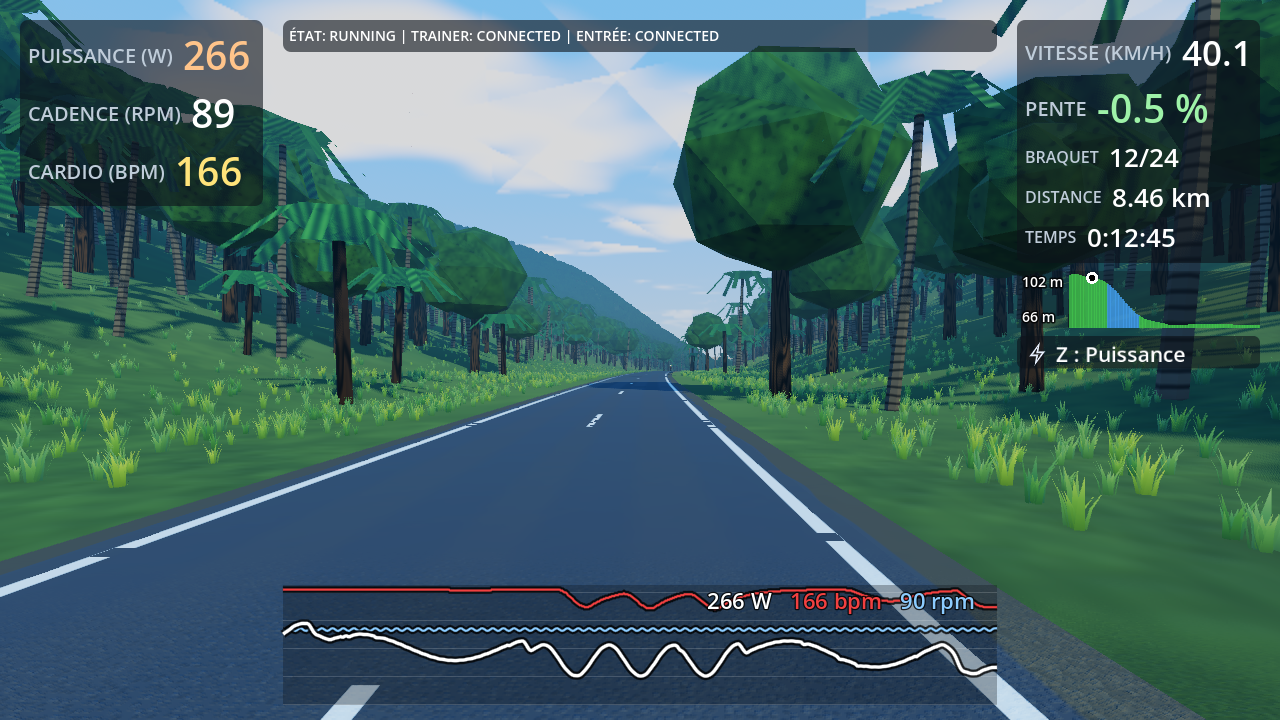 PUISSANCE (W) 266
CADENCE (RPM) 89
CARDIO (BPM) 166
ÉTAT: RUNNING | TRAINER: CONNECTED | ENTRÉE: CONNECTED
VITESSE (KM/H) 40.1
PENTE -0.5 %
BRAQUET 12/24
DISTANCE 8.46 km
TEMPS 0:12:45
102 m
66 m
Z : Puissance
266 W 166 bpm 90 rpm